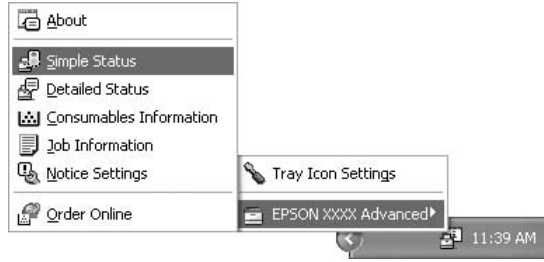 About
Simple Status
Detailed Status
Consumables Information
Job Information
Notice Settings
Order Online
Tray Icon Settings
EPSON XXXX Advanced
11:39 AM